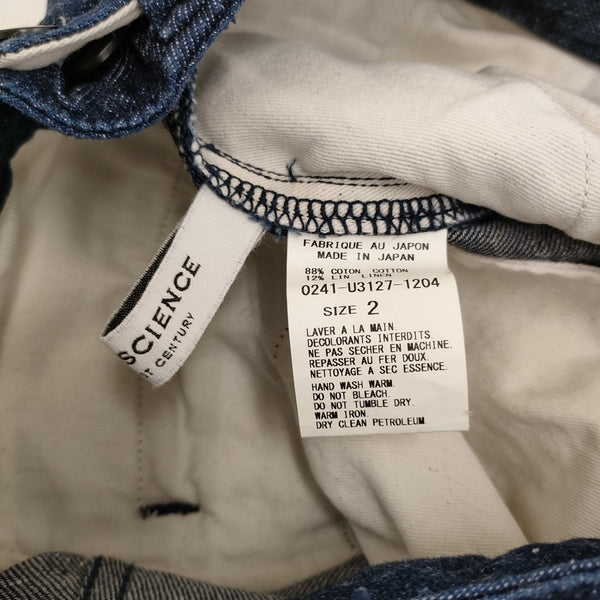 SCIENCE
CENTURY
FABRIQUE AU JAPON
MADE IN JAPAN
88% COTON COTTON
12% LIN LINEN
0241-U3127-1204
SIZE 2
LAVER A LA MAIN.
DECOLORANTS INTERDITS
NE PAS SECHER EN MACHINE.
REPASSER AU FER DOUX.
NETTOYAGE A SEC ESSENCE.
HAND WASH WARM.
DO NOT BLEACH.
DO NOT TUMBLE DRY.
WARM IRON.
DRY CLEAN PETROLEUM.